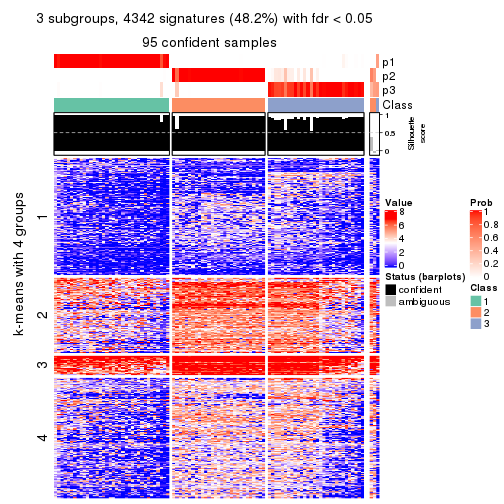 3 subgroups, 4342 signatures (48.2%) with fdr < 0.05
95 confident samples
p1
p2
p3
Class
1
0.5
0
Silhouette
score
k-means with 4 groups
1
2
3
4
Value
8
6
4
2
0
Status (barplots)
confident
ambiguous
Prob
1
0.8
0.6
0.4
0.2
0
Class
1
2
3